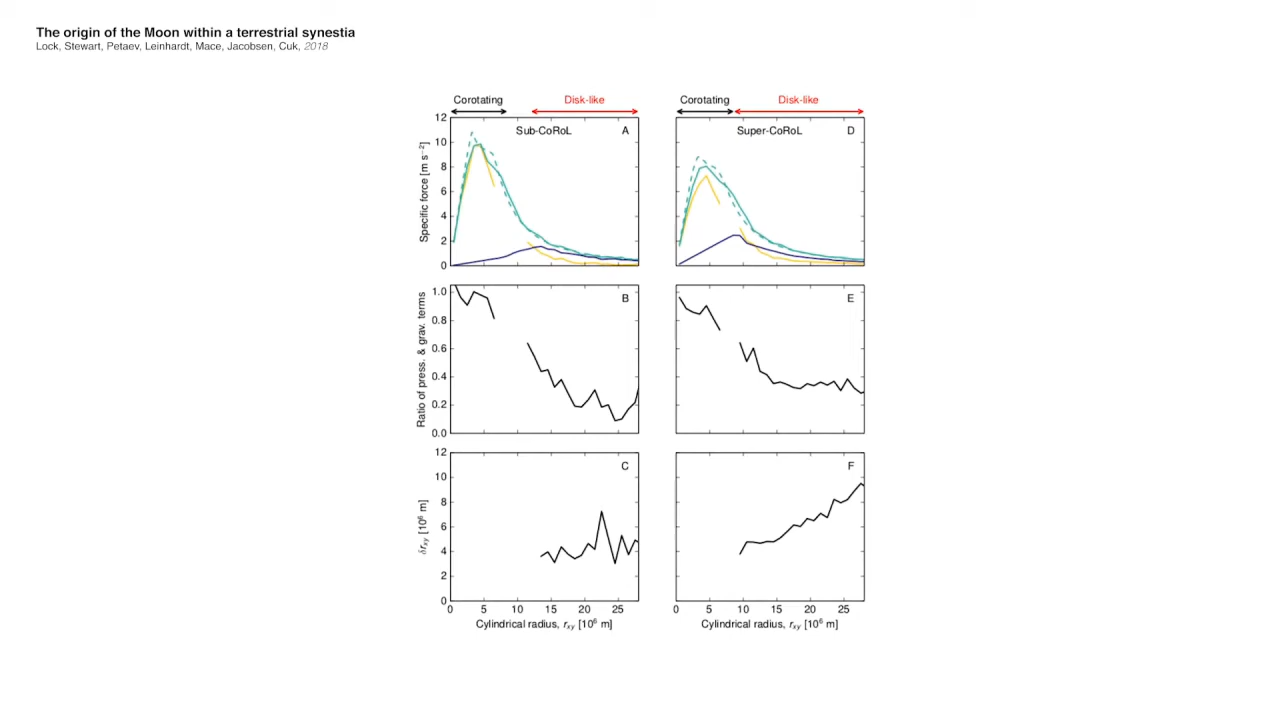 The origin of the Moon within a terrestrial synestia
Lock, Stewart, Petaev, Leinhardt, Mace, Jacobsen, Cuk, 2018
Corotating
Disk-like
Corotating
Disk-like
Sub-CoRoL
A
Super-CoRoL
D
Specific force [m s⁻²]
12
10
8
6
4
2
0
B
E
Ratio of press. & grav. terms
1.0
0.8
0.6
0.4
0.2
0.0
C
F
δr_xy [10⁶ m]
12
10
8
6
4
2
0
0 5 10 15 20 25
0 5 10 15 20 25
Cylindrical radius, r_xy [10⁶ m]
Cylindrical radius, r_xy [10⁶ m]